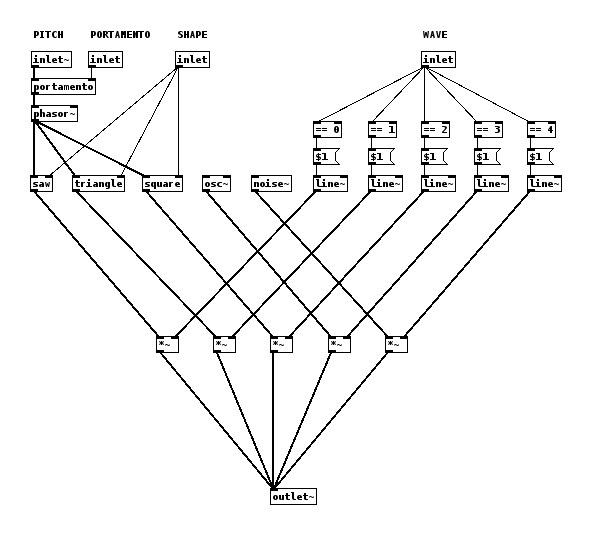 PITCH PORTAMENTO SHAPE WAVE
inlet~ inlet inlet inlet
portamento
phasor~
== 0 == 1 == 2 == 3 == 4
$1 $1 $1 $1 $1
saw triangle square osc~ noise~ line~ line~ line~ line~ line~
*~ *~ *~ *~ *~
outlet~